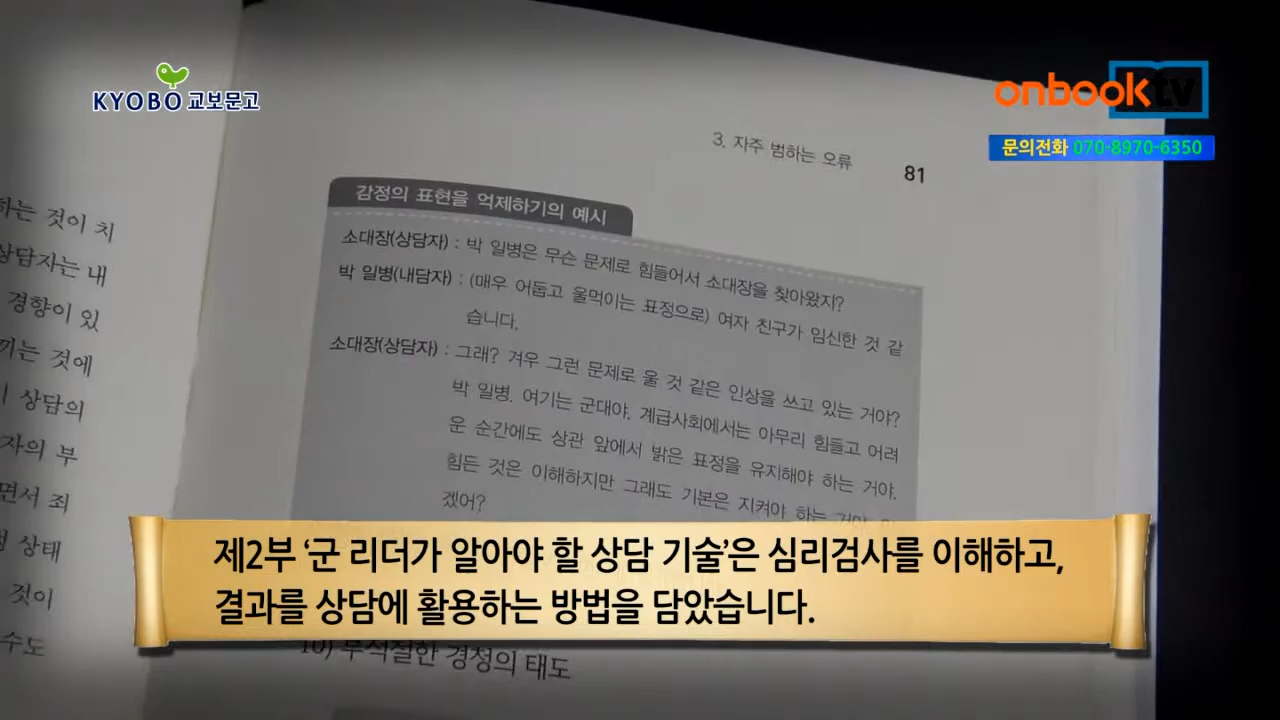 KYOBO 교보문고
onbook tv
문의전화 070-8970-6350
3. 자주 범하는 오류 81
하는 것이 치
상담자는 내
경향이 있
끼는 것에
상담의
자의 부
면서 죄
상태
것이
수도
감정의 표현을 억제하기의 예시
소대장(상담자) : 박 일병은 무슨 문제로 힘들어서 소대장을 찾아왔지?
박 일병(내담자) : (매우 어둡고 울먹이는 표정으로) 여자 친구가 임신한 것 같
습니다.
소대장(상담자) : 그래? 겨우 그런 문제로 울 것 같은 인상을 쓰고 있는 거야?
박 일병. 여기는 군대야. 계급사회에서는 아무리 힘들고 어려
운 순간에도 상관 앞에서 밝은 표정을 유지해야 하는 거야.
힘든 것은 이해하지만 그래도 기본은 지켜야 하는
겠어?
제2부 ‘군 리더가 알아야 할 상담 기술’은 심리검사를 이해하고,
결과를 상담에 활용하는 방법을 담았습니다.
10) 부적절한 경청의 태도